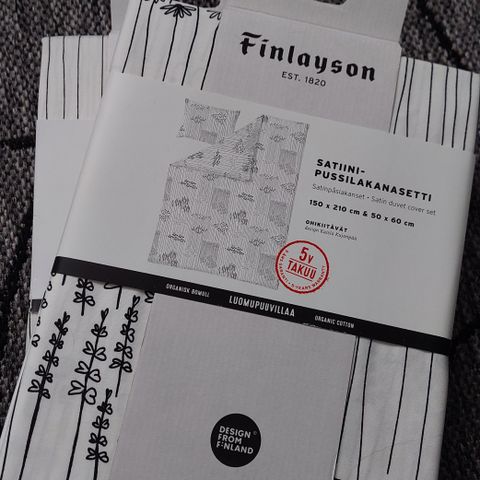 Finlayson
EST. 1820
SATIINI-
PUSSILAKANASETTI
Satinpåslakanset • Satin duvet cover set
150 x 210 cm & 50 x 60 cm
OHIKIITÄVÄT
5V
TAKUU
ORGANISK BOMULL
LUOMUPUUVILLAA
ORGANIC COTTON
DESIGN
FROM
FINLAND